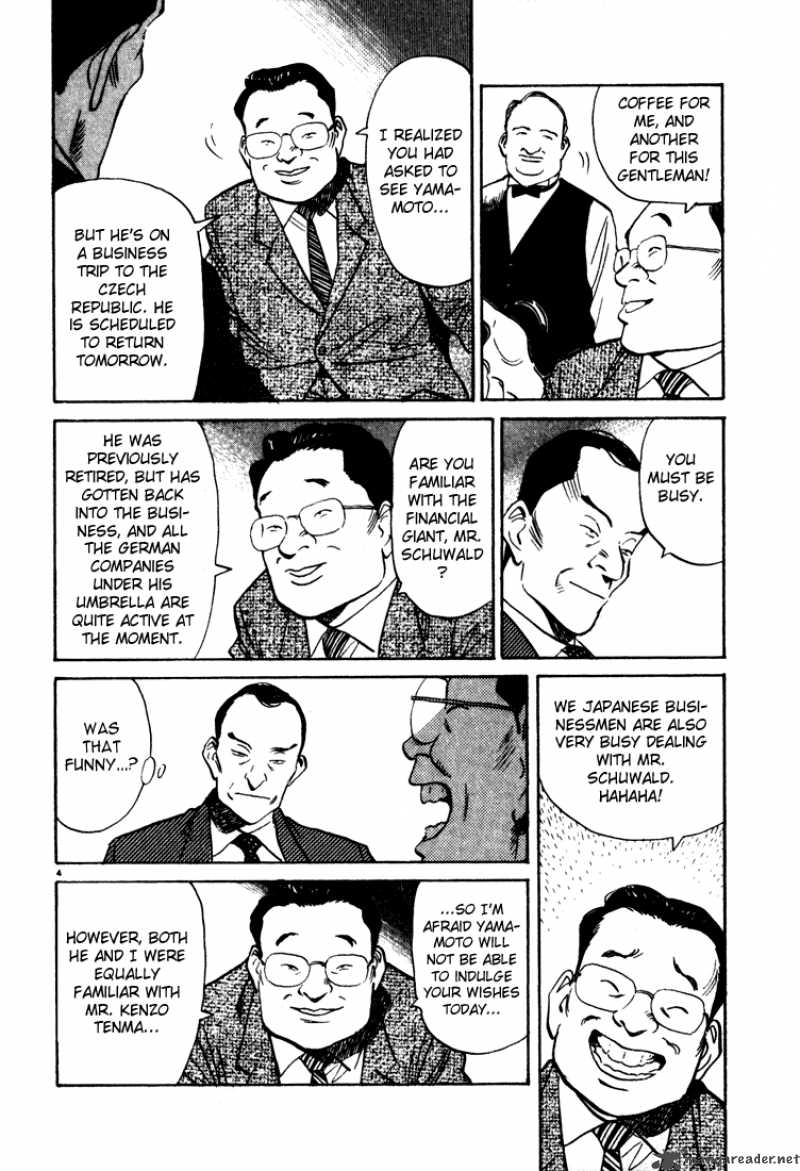 COFFEE FOR
ME, AND
ANOTHER
FOR THIS
GENTLEMAN!
I REALIZED
YOU HAD
ASKED TO
SEE YAMA-
MOTO...
BUT HE'S ON
A BUSINESS
TRIP TO THE
CZECH
REPUBLIC. HE
IS SCHEDULED
TO RETURN
TOMORROW.
YOU
MUST BE
BUSY.
ARE YOU
FAMILIAR
WITH THE
FINANCIAL
GIANT, MR.
SCHUWALD
?
HE WAS
PREVIOUSLY
RETIRED, BUT HAS
GOTTEN BACK
INTO THE BUSI-
NESS, AND ALL
THE GERMAN
COMPANIES
UNDER HIS
UMBRELLA ARE
QUITE ACTIVE AT
THE MOMENT.
WE JAPANESE BUSI-
NESSMEN ARE ALSO
VERY BUSY DEALING
WITH MR.
SCHUWALD.
HAHAHA!
WAS
THAT
FUNNY...?
4
...SO I'M
AFRAID YAMA-
MOTO WILL
NOT BE ABLE
TO INDULGE
YOUR WISHES
TODAY...
HOWEVER, BOTH
HE AND I WERE
EQUALLY
FAMILIAR WITH
MR. KENZO
TENMA...